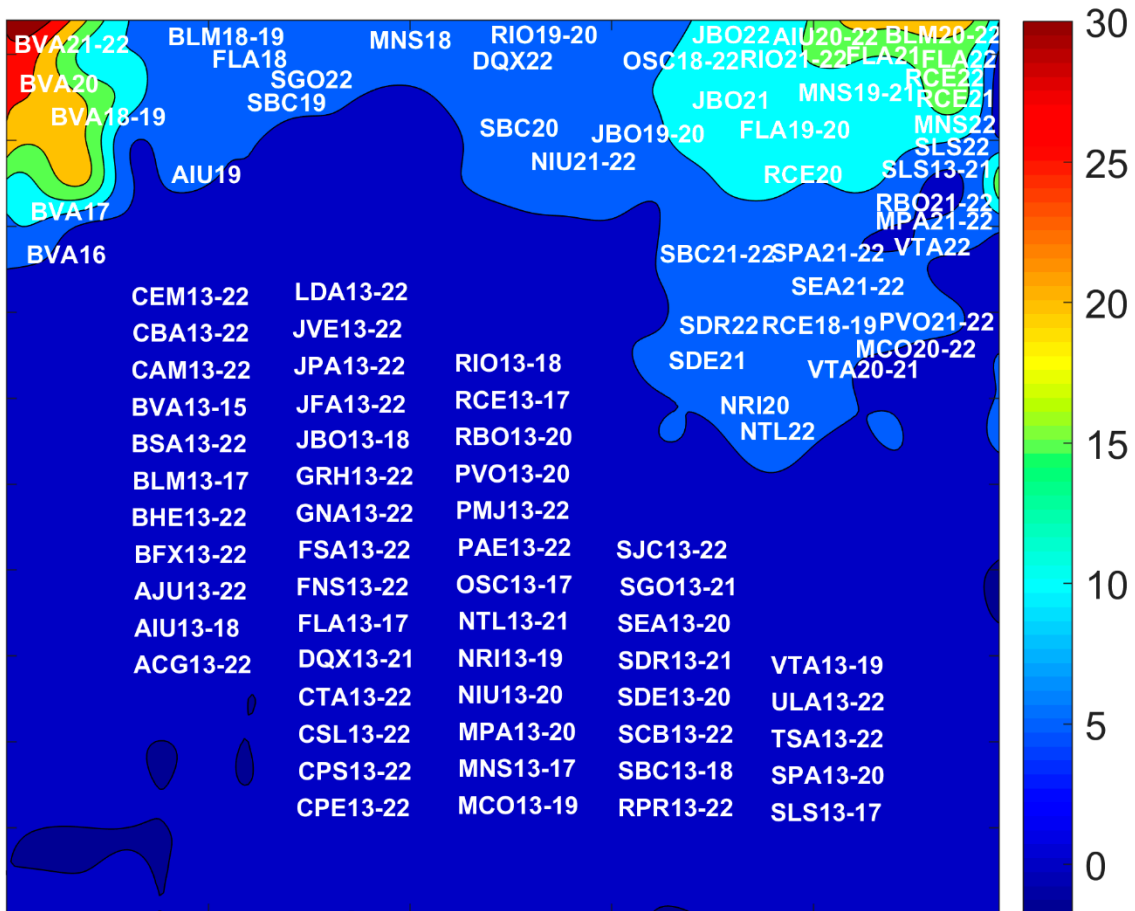 BVA21-22 BLM18-19 MNS18 RIO19-20 JBO22 AIU20-22 BLM20-22 30
FLA18 DQX22 OSC18-22 RIO21-22 FLA21 FLA22
BVA20 SGO22 RCE22
SBC19 JBO21 MNS19-21 RCE21
BVA18-19 SBC20 JBO19-20 FLA19-20 MNS22
NIU21-22 SLS22 25
AIU19 RCE20 SLS13-21
BVA17 RBO21-22
MPA21-22
BVA16 SBC21-22 SPA21-22 VTA22
CEM13-22 LDA13-22 SEA21-22 20
CBA13-22 JVE13-22 SDR22 RCE18-19 PVO21-22
MCO20-22
CAM13-22 JPA13-22 RIO13-18 SDE21 VTA20-21
BVA13-15 JFA13-22 RCE13-17 NRI20
BSA13-22 JBO13-18 RBO13-20 NTL22 15
BLM13-17 GRH13-22 PVO13-20
BHE13-22 GNA13-22 PMJ13-22
BFX13-22 FSA13-22 PAE13-22 SJC13-22
AJU13-22 FNS13-22 OSC13-17 SGO13-21 10
AIU13-18 FLA13-17 NTL13-21 SEA13-20
ACG13-22 DQX13-21 NRI13-19 SDR13-21 VTA13-19
CTA13-22 NIU13-20 SDE13-20 ULA13-22
CSL13-22 MPA13-20 SCB13-22 TSA13-22 5
CPS13-22 MNS13-17 SBC13-18 SPA13-20
CPE13-22 MCO13-19 RPR13-22 SLS13-17
0